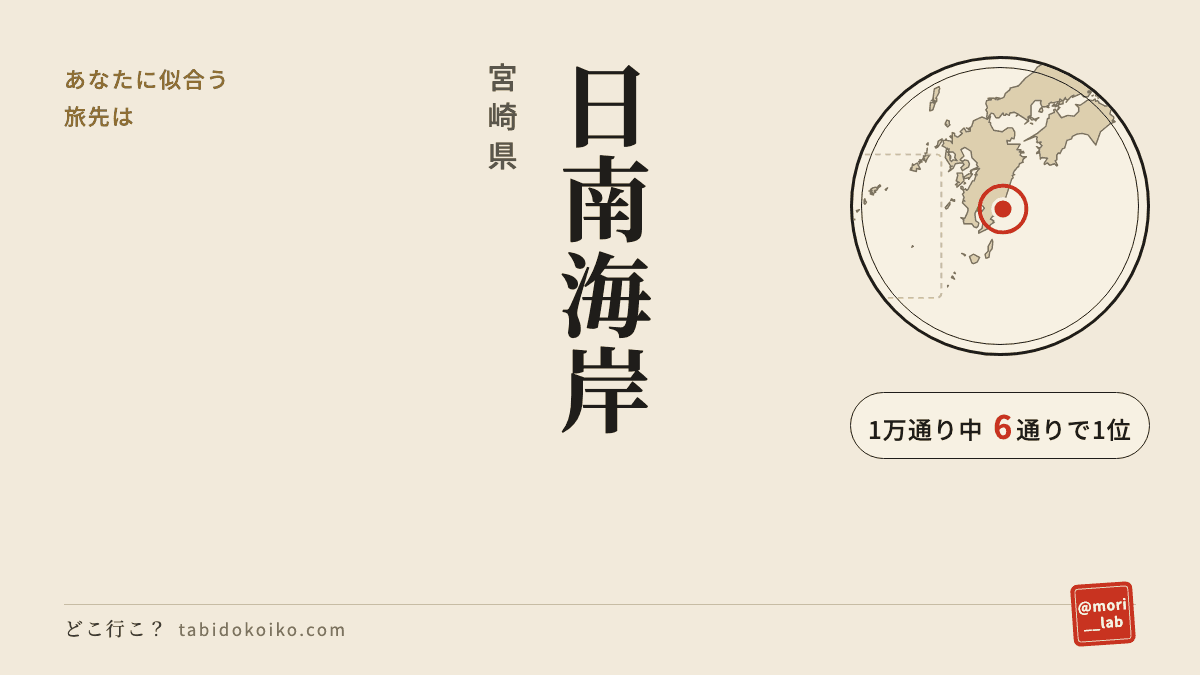 あなたに似合う
旅先は
日南海岸
宮崎県
1万通り中 6通りで1位
どこ行こ？ tabidokoiko.com
@mori
__lab